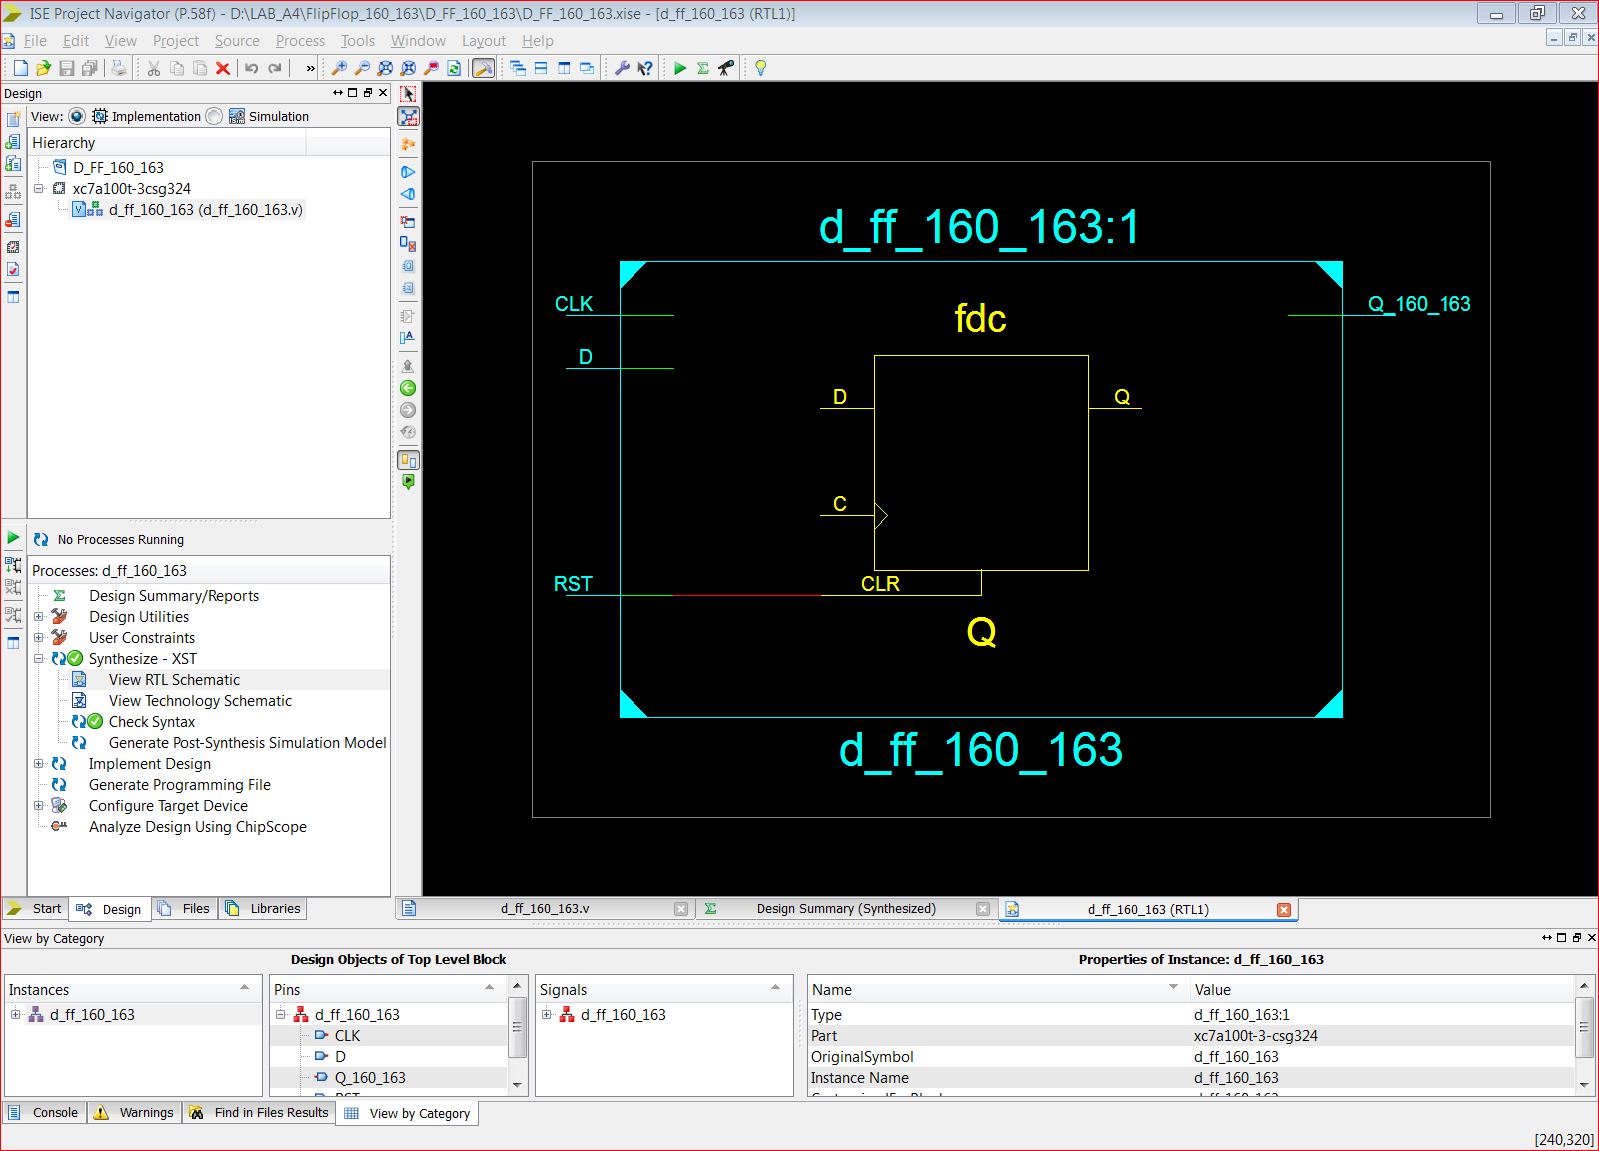 ISE Project Navigator (P.58f) - D:\LAB_A4\FlipFlop_160_163\D_FF_160_163\D_FF_160_163.xise - [d_ff_160_163 (RTL1)]
File Edit View Project Source Process Tools Window Layout Help
Design
View: Implementation Simulation
Hierarchy
D_FF_160_163
xc7a100t-3csg324
d_ff_160_163 (d_ff_160_163.v)
No Processes Running
Processes: d_ff_160_163
Design Summary/Reports
Design Utilities
User Constraints
Synthesize - XST
View RTL Schematic
View Technology Schematic
Check Syntax
Generate Post-Synthesis Simulation Model
Implement Design
Generate Programming File
Configure Target Device
Analyze Design Using ChipScope
Start Design Files Libraries
d_ff_160_163:1
CLK
Q_160_163
fdc
D
D
Q
C
RST
CLR
Q
d_ff_160_163
d_ff_160_163.v
Design Summary (Synthesized)
d_ff_160_163 (RTL1)
View by Category
Design Objects of Top Level Block
Properties of Instance: d_ff_160_163
Instances
d_ff_160_163
Pins
d_ff_160_163
CLK
D
Q_160_163
Signals
d_ff_160_163
Name Value
Type d_ff_160_163:1
Part xc7a100t-3-csg324
OriginalSymbol d_ff_160_163
Instance Name d_ff_160_163
Console Warnings Find in Files Results View by Category
[240,320]